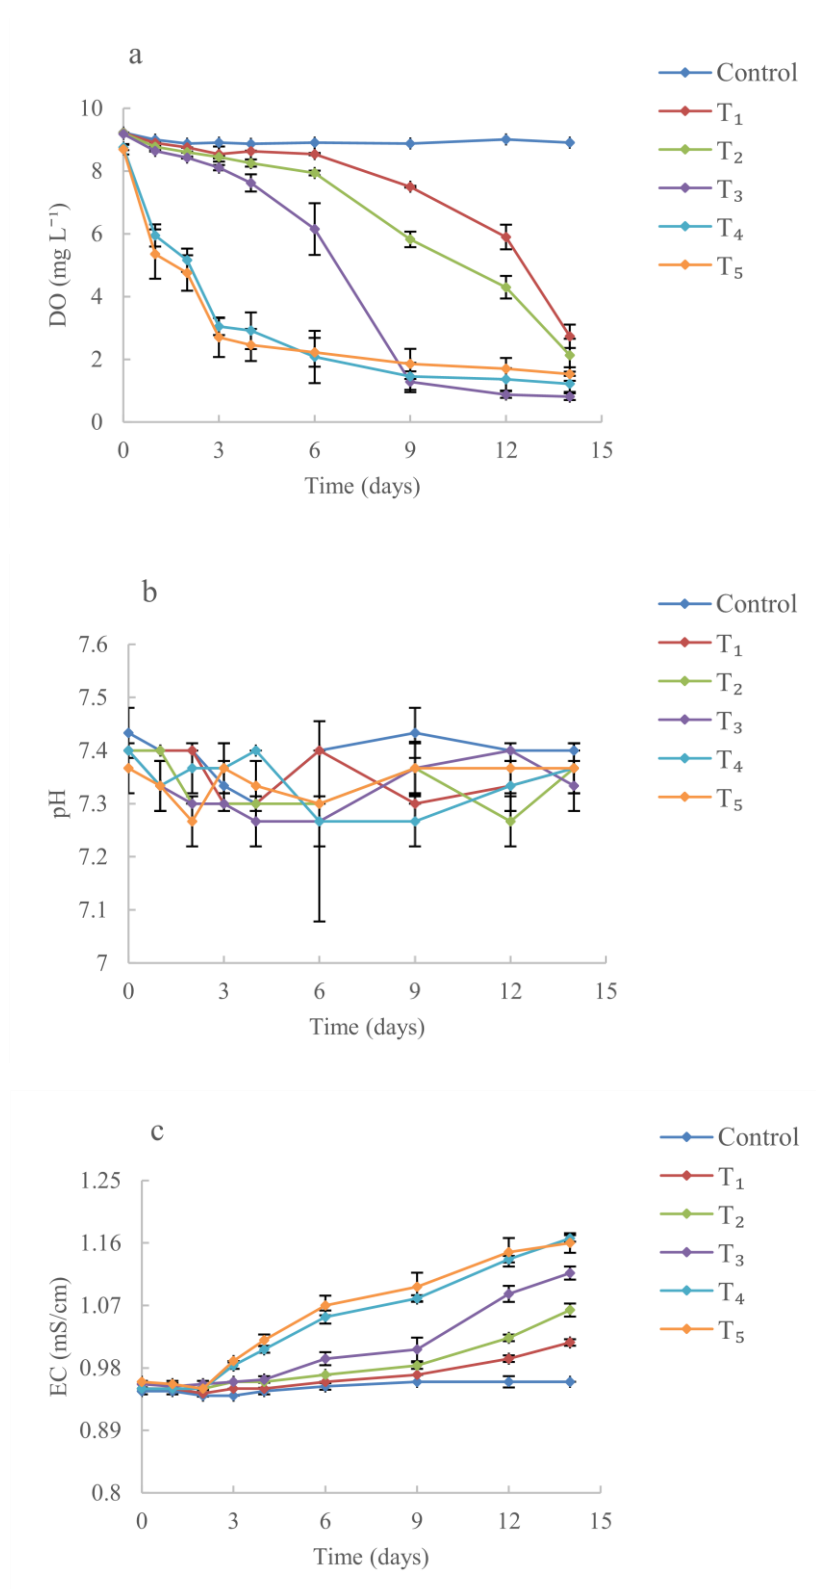 a
Control
T₁
T₂
T₃
T₄
T₅
DO (mg L⁻¹)
10
8
6
4
2
0
0 3 6 9 12 15
Time (days)
b
Control
T₁
T₂
T₃
T₄
T₅
pH
7.6
7.5
7.4
7.3
7.2
7.1
7
0 3 6 9 12 15
Time (days)
c
Control
T₁
T₂
T₃
T₄
T₅
EC (mS/cm)
1.25
1.16
1.07
0.98
0.89
0.8
0 3 6 9 12 15
Time (days)